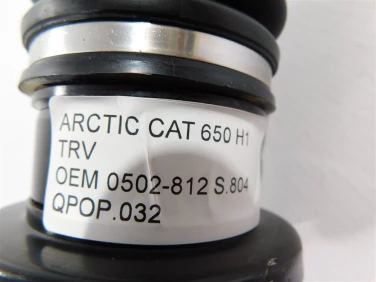 ARCTIC CAT 650 H1
TRV
OEM 0502-812 S.804
QPOP.032